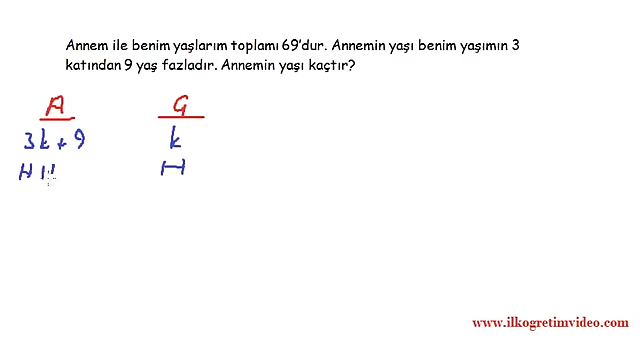 Annem ile benim yaşlarım toplamı 69'dur. Annemin yaşı benim yaşımın 3
katından 9 yaş fazladır. Annemin yaşı kaçtır?
A G
3k+9 k
www.ilkogretimvideo.com